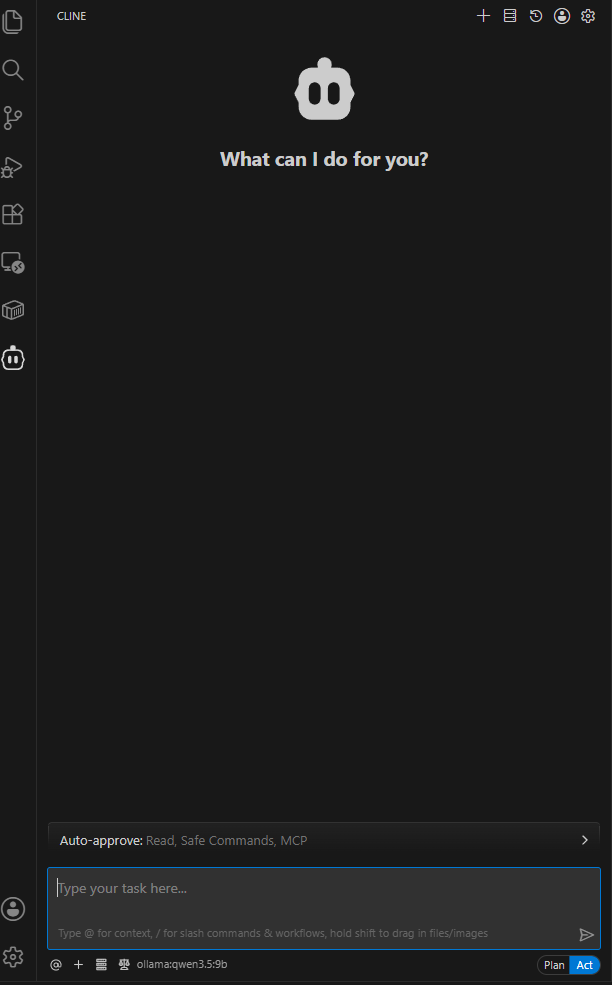 CLINE
What can I do for you?
Auto-approve: Read, Safe Commands, MCP
Type your task here...
Type @ for context, / for slash commands & workflows, hold shift to drag in files/images
@ + ollama:qwen3.5:9b Plan Act